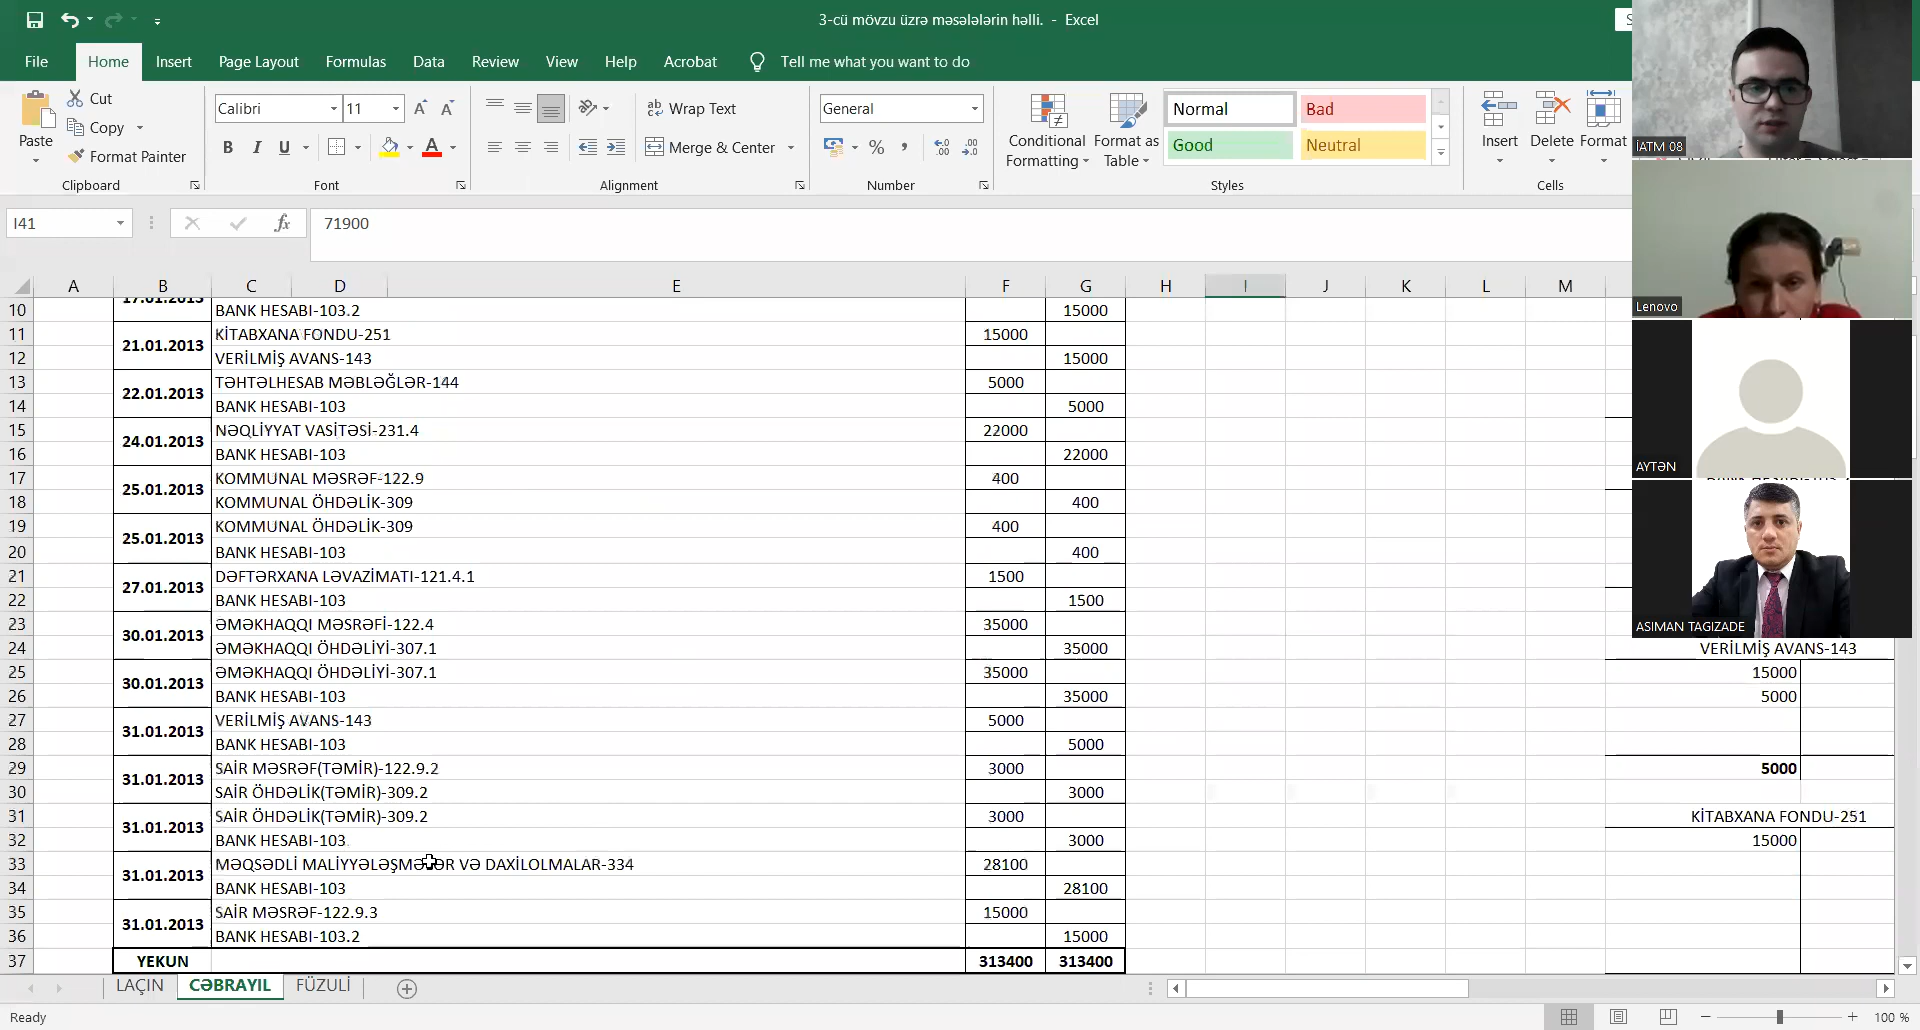 3-cü mövzu üzrə məsələlərin həlli. - Excel
File Home Insert Page Layout Formulas Data Review View Help Acrobat Tell me what you want to do
Paste
Cut
Copy
Format Painter
Clipboard
Calibri 11
B I U A
Font
Wrap Text
Merge & Center
Alignment
General
%
Number
Conditional Formatting
Format as Table
Normal Bad
Good Neutral
Styles
Insert Delete Format
Cells
I41 fx 71900
A B C D E F G H I J K L M
10 17.01.2013 BANK HESABI-103.2 15000
11 21.01.2013 KİTABXANA FONDU-251 15000
12 VERİLMİŞ AVANS-143 15000
13 22.01.2013 TƏHTƏLHESAB MƏBLƏĞLƏR-144 5000
14 BANK HESABI-103 5000
15 24.01.2013 NƏQLİYYAT VASİTƏSİ-231.4 22000
16 BANK HESABI-103 22000
17 25.01.2013 KOMMUNAL MƏSRƏF-122.9 400
18 KOMMUNAL ÖHDƏLİK-309 400
19 25.01.2013 KOMMUNAL ÖHDƏLİK-309 400
20 BANK HESABI-103 400
21 27.01.2013 DƏFTƏRXANA LƏVAZİMATI-121.4.1 1500
22 BANK HESABI-103 1500
23 30.01.2013 ƏMƏKHAQQI MƏSRƏFİ-122.4 35000
24 ƏMƏKHAQQI ÖHDƏLİYİ-307.1 35000 VERİLMİŞ AVANS-143
25 30.01.2013 ƏMƏKHAQQI ÖHDƏLİYİ-307.1 35000 15000
26 BANK HESABI-103 35000 5000
27 31.01.2013 VERİLMİŞ AVANS-143 5000
28 BANK HESABI-103 5000
29 31.01.2013 SAİR MƏSRƏF(TƏMİR)-122.9.2 3000 5000
30 SAİR ÖHDƏLİK(TƏMİR)-309.2 3000
31 31.01.2013 SAİR ÖHDƏLİK(TƏMİR)-309.2 3000 KİTABXANA FONDU-251
32 BANK HESABI-103 3000 15000
33 31.01.2013 MƏQSƏDLİ MALİYYƏLƏŞMƏLƏR VƏ DAXİLOLMALAR-334 28100
34 BANK HESABI-103 28100
35 31.01.2013 SAİR MƏSRƏF-122.9.3 15000
36 BANK HESABI-103.2 15000
37 YEKUN 313400 313400
LAÇIN CƏBRAYIL FÜZULİ
Ready 100 %
iATM 08
Lenovo
AYTƏN
ASIMAN TAGIZADE